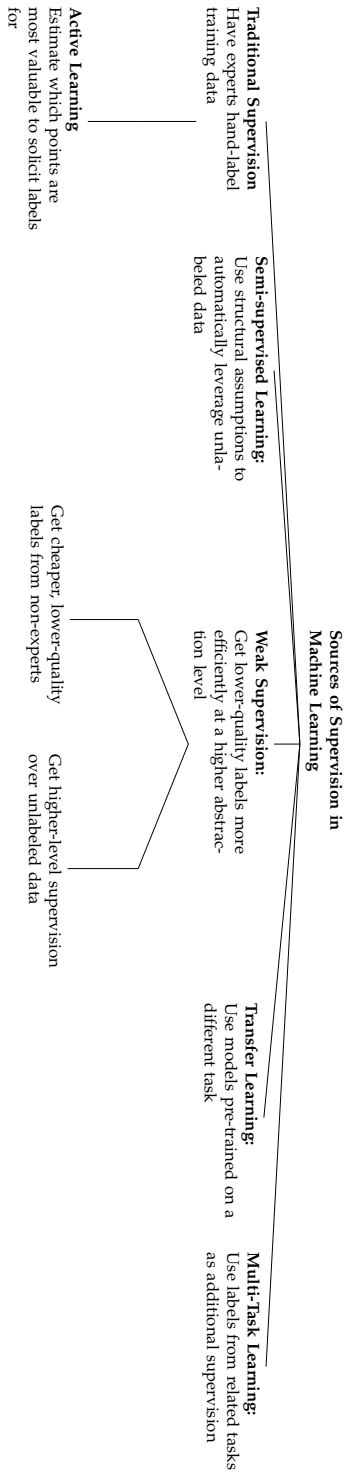 Sources of Supervision in
Machine Learning
Traditional Supervision
Have experts hand-label
training data
Semi-supervised Learning:
Use structural assumptions to
automatically leverage unla-
beled data
Weak Supervision:
Get lower-quality labels more
efficiently at a higher abstrac-
tion level
Transfer Learning:
Use models pre-trained on a
different task
Multi-Task Learning:
Use labels from related tasks
as additional supervision
Active Learning
Estimate which points are
most valuable to solicit labels
for
Get cheaper, lower-quality
labels from non-experts
Get higher-level supervision
over unlabeled data